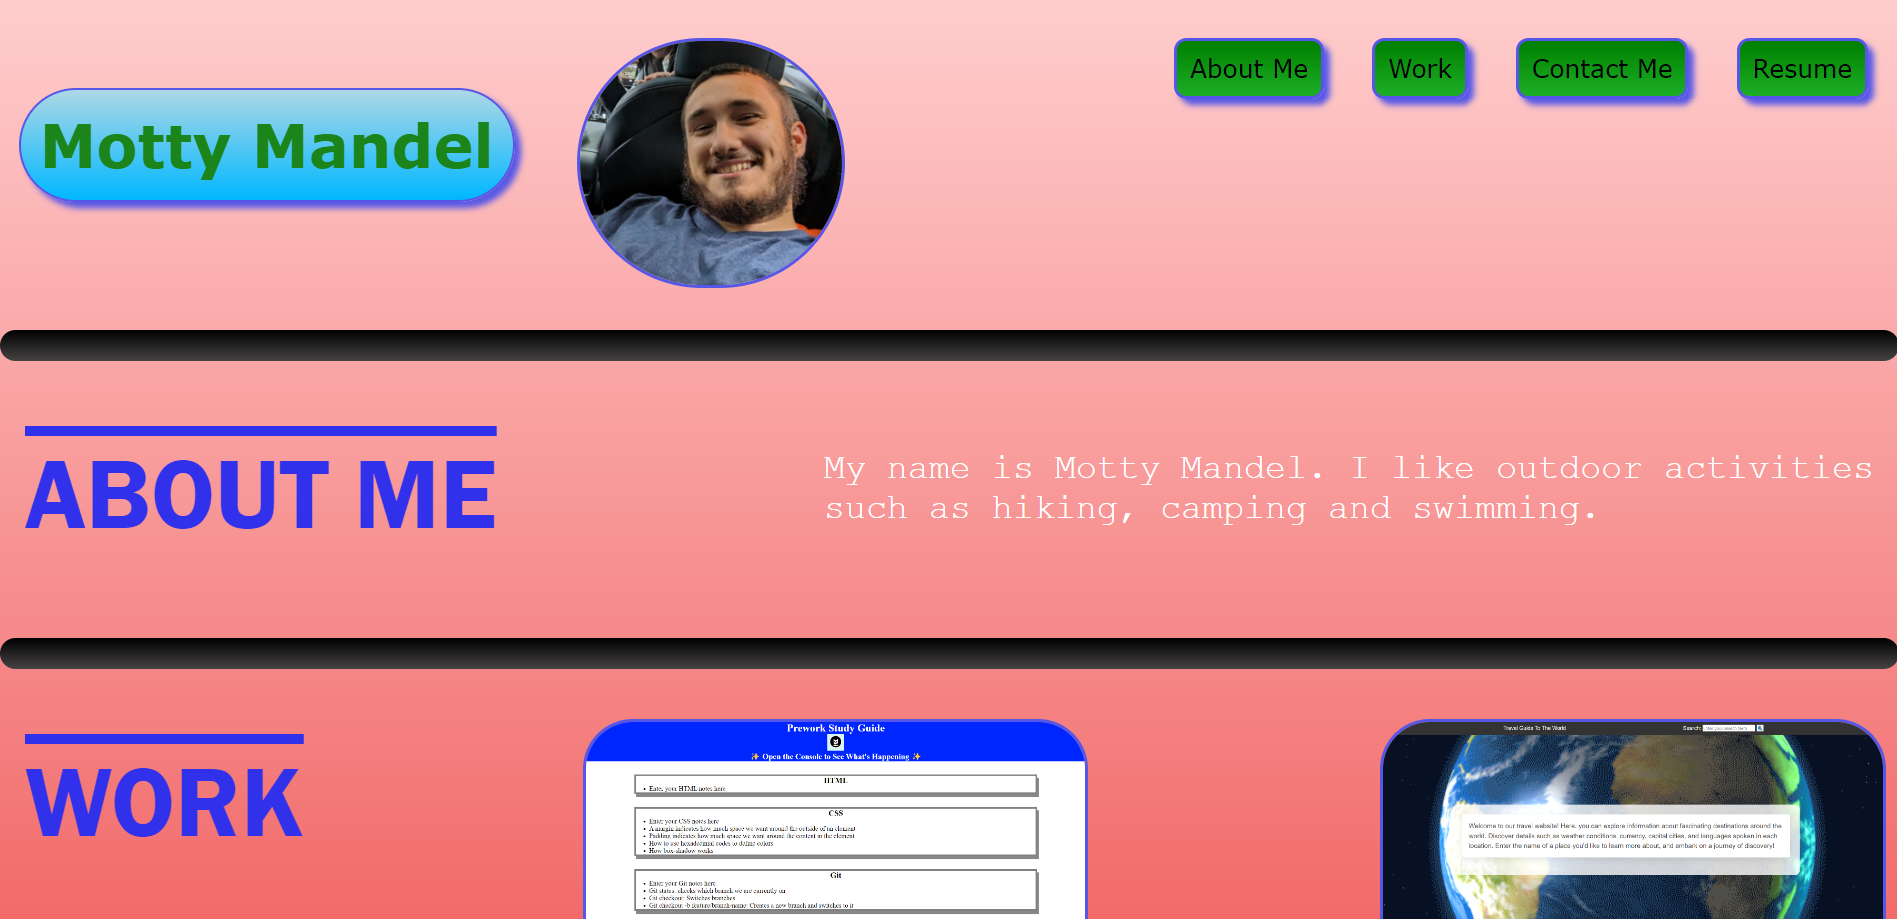 Motty Mandel
About Me
Work
Contact Me
Resume
ABOUT ME
My name is Motty Mandel. I like outdoor activities
such as hiking, camping and swimming.
WORK
Prework Study Guide
✨ Open the Console to See What's Happening ✨
HTML
• Enter your HTML notes here
CSS
• Enter your CSS notes here
• A margin indicates how much space we want around the outside of an element
• Padding indicates how much space we want around the content in the element
• How to use hexadecimal codes to define colors
• How box-shadow works
Git
• Enter your Git notes here
• Git status: checks which branch we are currently on
• Git checkout: Switches branches
• Git checkout -b feature/branch-name: Creates a new branch and switches to it
Travel Guide To The World
Search:
Welcome to our travel website! Here, you can explore information about fascinating destinations around the
world. Discover details such as weather conditions, currency, capital cities, and languages spoken in each
location. Enter the name of a place you'd like to learn more about, and embark on a journey of discovery!